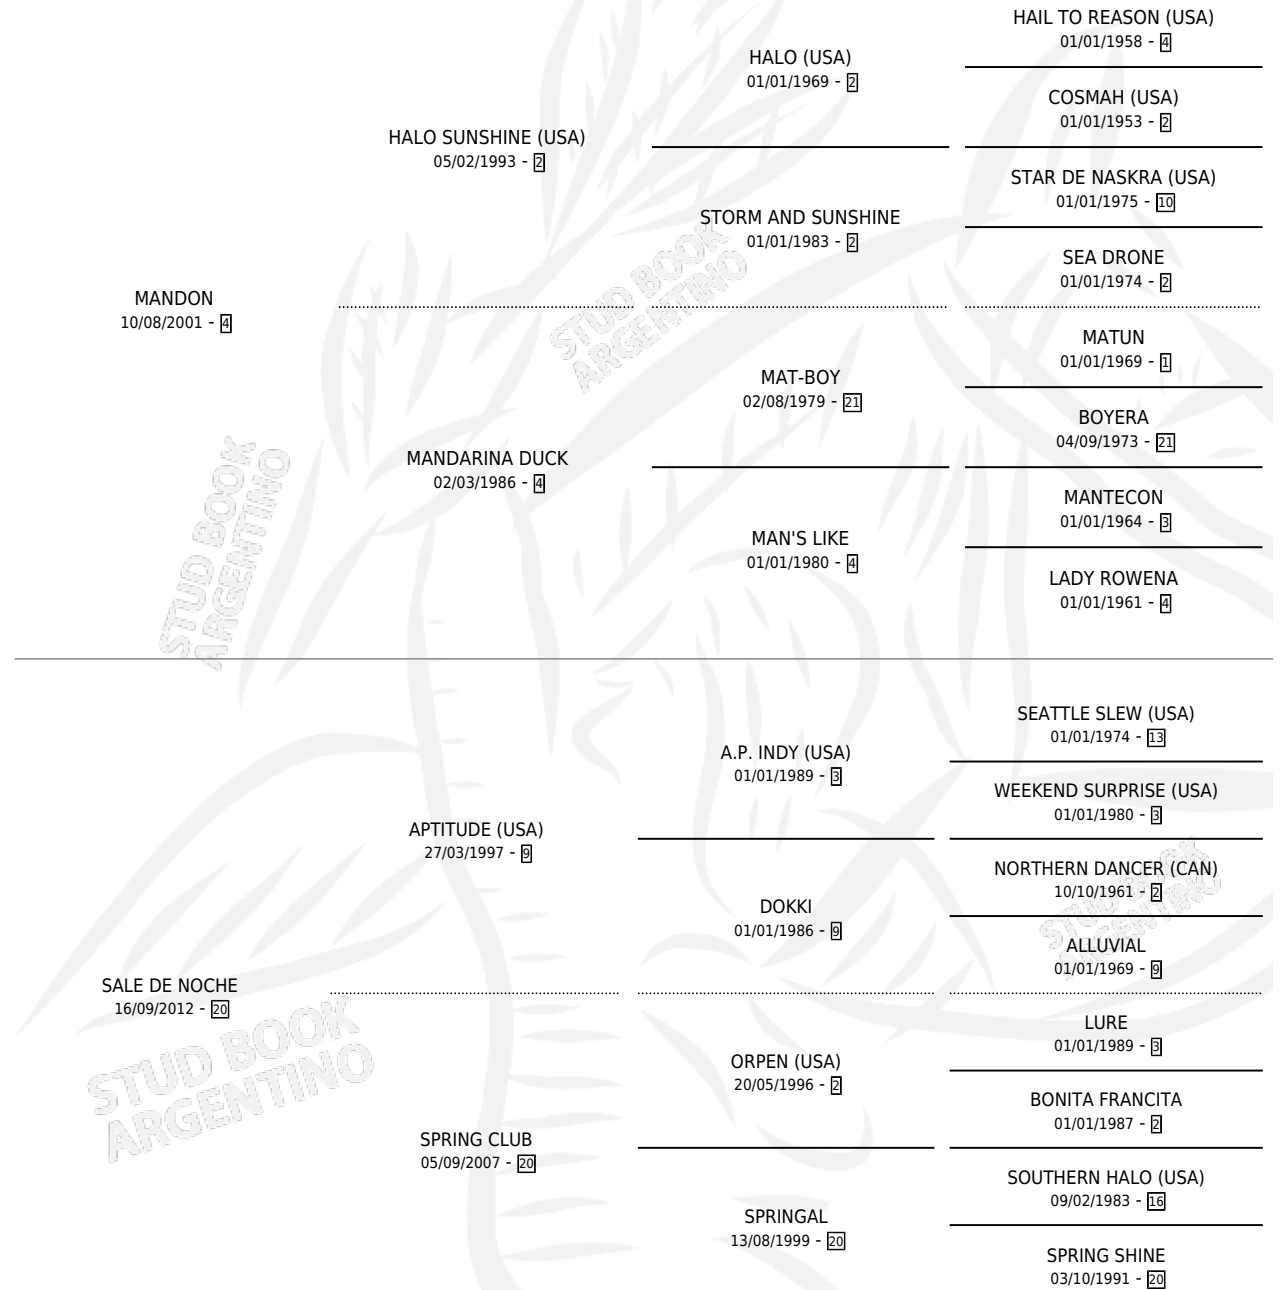 HAIL TO REASON (USA)
01/01/1958 - 4
HALO (USA)
01/01/1969 - 2
COSMAH (USA)
01/01/1953 - 2
HALO SUNSHINE (USA)
05/02/1993 - 2
STAR DE NASKRA (USA)
01/01/1975 - 10
STORM AND SUNSHINE
01/01/1983 - 2
SEA DRONE
01/01/1974 - 2
MANDON
10/08/2001 - 4
MATUN
01/01/1969 - 1
MAT-BOY
02/08/1979 - 21
BOYERA
04/09/1973 - 21
MANDARINA DUCK
02/03/1986 - 4
MANTECON
01/01/1964 - 3
MAN'S LIKE
01/01/1980 - 4
LADY ROWENA
01/01/1961 - 4
SEATTLE SLEW (USA)
01/01/1974 - 13
A.P. INDY (USA)
01/01/1989 - 3
WEEKEND SURPRISE (USA)
01/01/1980 - 3
APTITUDE (USA)
27/03/1997 - 9
NORTHERN DANCER (CAN)
10/10/1961 - 2
DOKKI
01/01/1986 - 9
ALLUVIAL
01/01/1969 - 9
SALE DE NOCHE
16/09/2012 - 20
LURE
01/01/1989 - 3
ORPEN (USA)
20/05/1996 - 2
BONITA FRANCITA
01/01/1987 - 2
SPRING CLUB
05/09/2007 - 20
SOUTHERN HALO (USA)
09/02/1983 - 16
SPRINGAL
13/08/1999 - 20
SPRING SHINE
03/10/1991 - 20
STUD BOOK
ARGENTINO
STUD BOOK
ARGENTINO
STUD BOOK
ARGENTINO
STUD BOOK
ARGENTINO